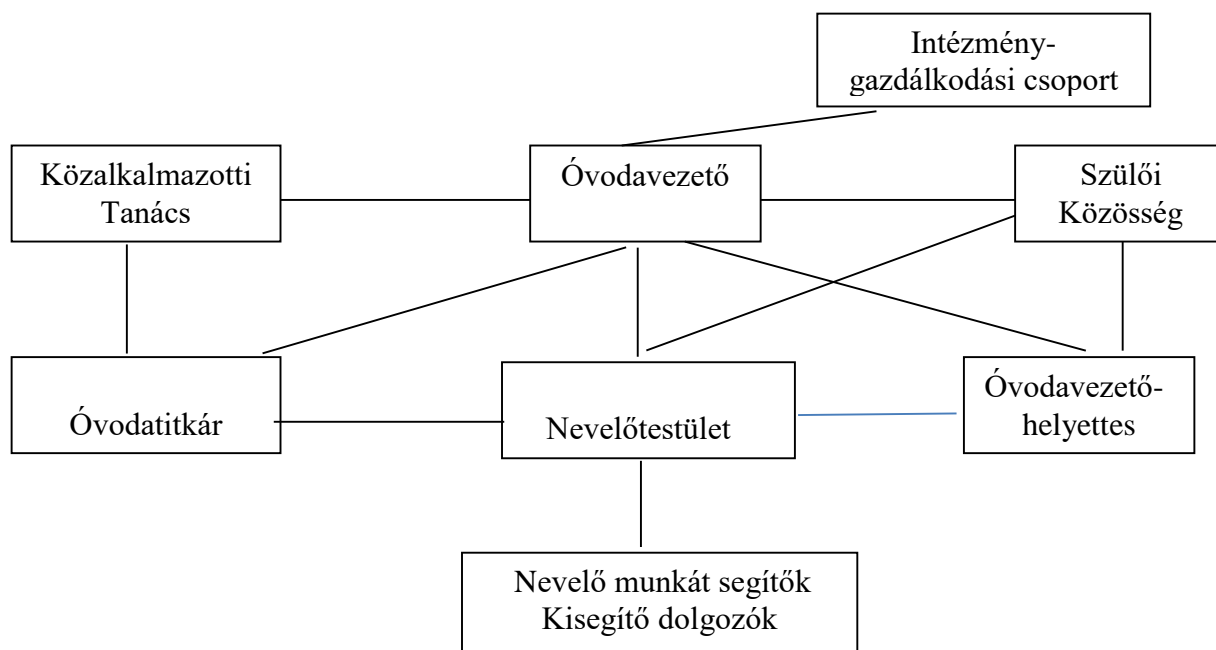 Intézmény-
gazdálkodási csoport
Közalkalmazotti
Tanács
Óvodavezető
Szülői
Közösség
Óvodatitkár
Nevelőtestület
Óvodavezető-
helyettes
Nevelő munkát segítők
Kisegítő dolgozók